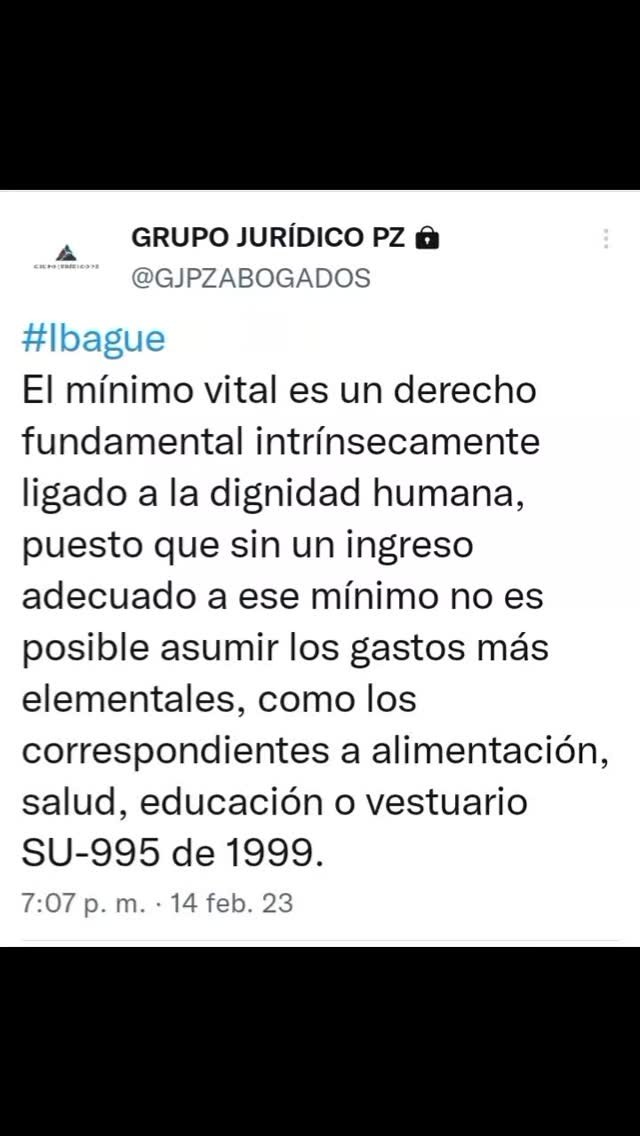 GRUPO JURÍDICO PZ
@GJPZABOGADOS
#Ibague
El mínimo vital es un derecho
fundamental intrínsecamente
ligado a la dignidad humana,
puesto que sin un ingreso
adecuado a ese mínimo no es
posible asumir los gastos más
elementales, como los
correspondientes a alimentación,
salud, educación o vestuario
SU-995 de 1999.
7:07 p. m. · 14 feb. 23